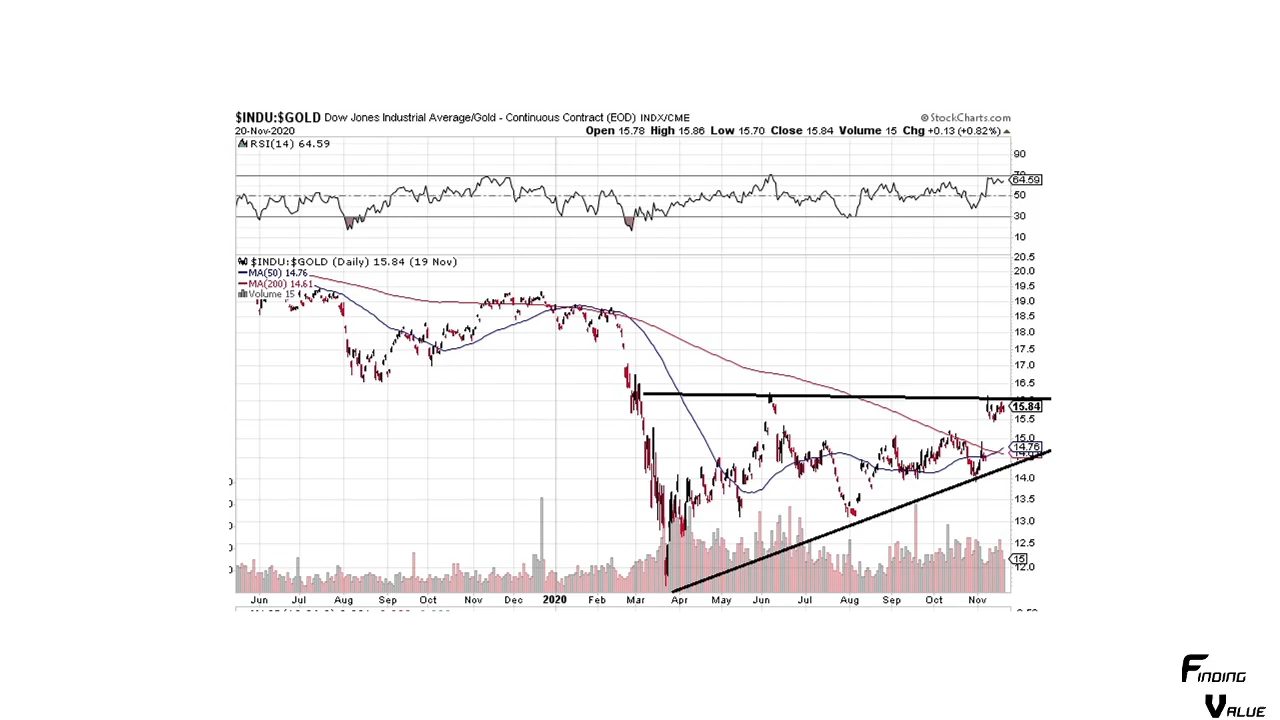 $INDU:$GOLD Dow Jones Industrial Average/Gold - Continuous Contract (EOD) INDX/CME
©StockCharts.com
20-Nov-2020
Open 15.78 High 15.86 Low 15.70 Close 15.84 Volume 15 Chg +0.13 (+0.82%)
RSI(14) 64.59
90
64.59
50
30
10
$INDU:$GOLD (Daily) 15.84 (19 Nov)
MA(50) 14.76
MA(200) 14.61
Volume 15
20.5
20.0
19.5
19.0
18.5
18.0
17.5
17.0
16.5
15.84
15.5
15.0
14.76
14.0
13.5
13.0
12.5
15
12.0
Jun Jul Aug Sep Oct Nov Dec 2020 Feb Mar Apr May Jun Jul Aug Sep Oct Nov
Finding
Value